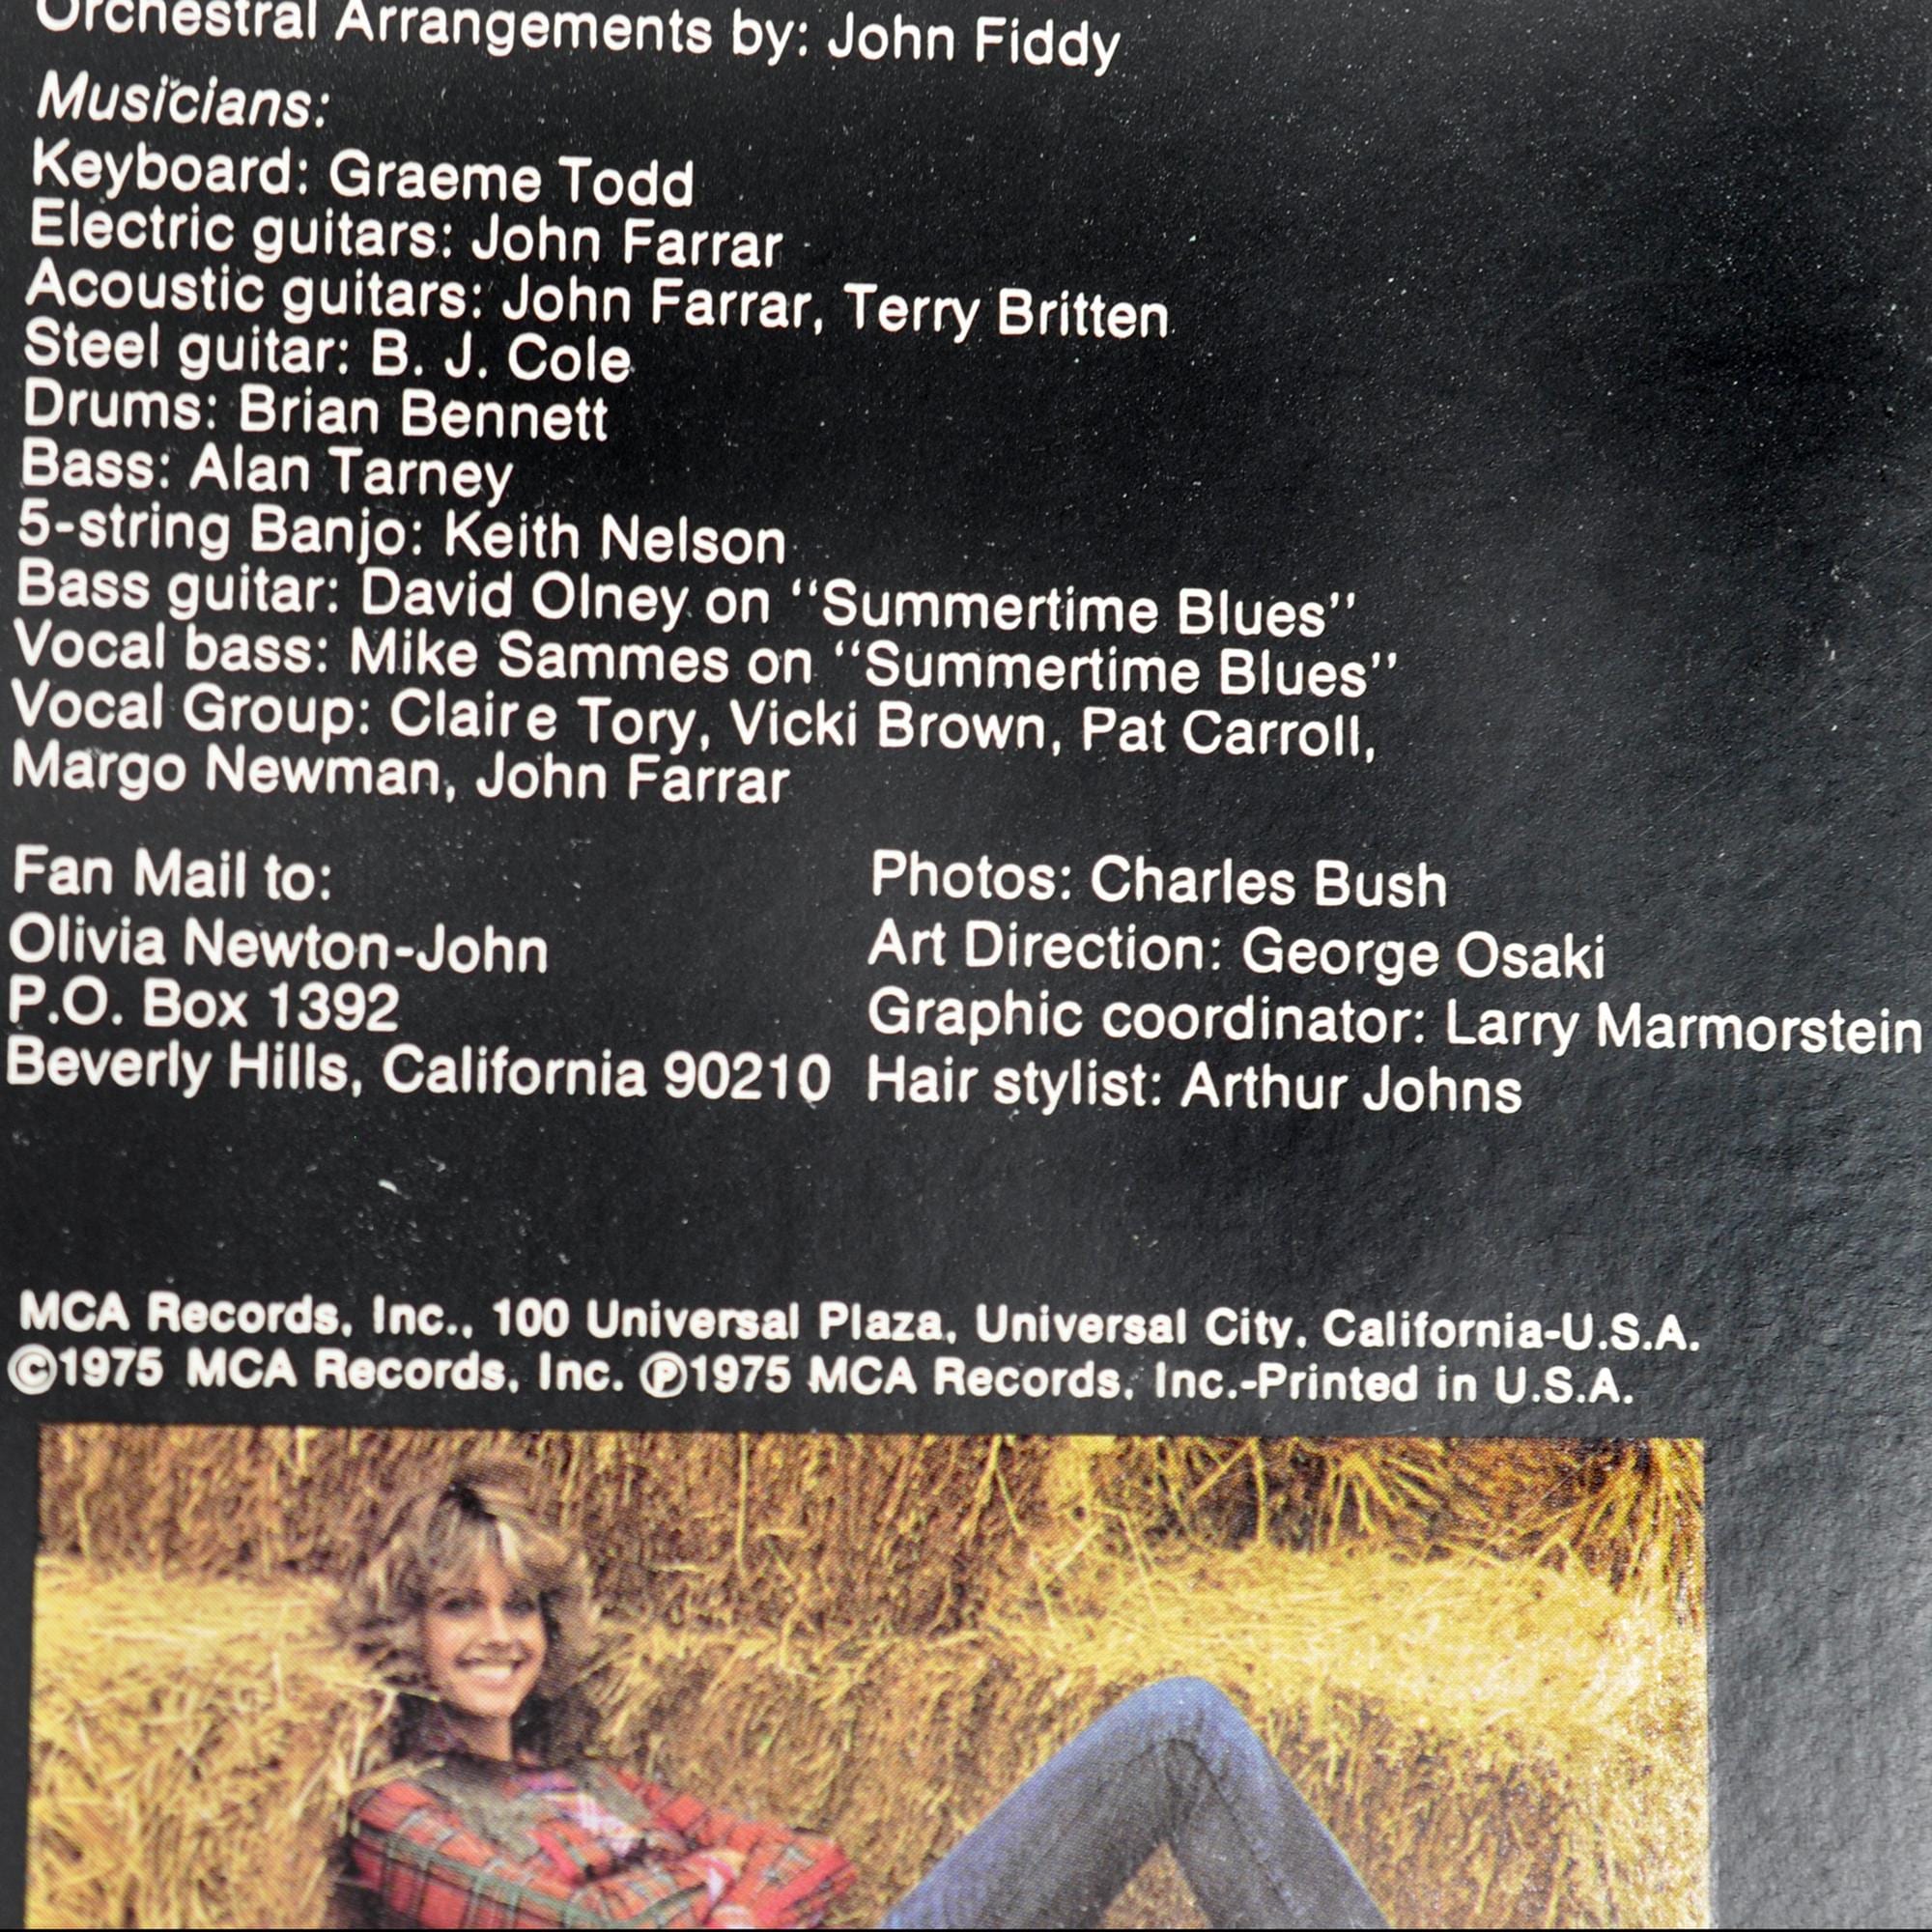 Orchestral Arrangements by: John Fiddy
Musicians:
Keyboard: Graeme Todd
Electric guitars: John Farrar
Acoustic guitars: John Farrar, Terry Britten
Steel guitar: B. J. Cole
Drums: Brian Bennett
Bass: Alan Tarney
5-string Banjo: Keith Nelson
Bass guitar: David Olney on "Summertime Blues"
Vocal bass: Mike Sammes on "Summertime Blues"
Vocal Group: Claire Tory, Vicki Brown, Pat Carroll,
Margo Newman, John Farrar
Fan Mail to:
Olivia Newton-John
P.O. Box 1392
Beverly Hills, California 90210
Photos: Charles Bush
Art Direction: George Osaki
Graphic coordinator: Larry Marmorstein
Hair stylist: Arthur Johns
MCA Records, Inc., 100 Universal Plaza, Universal City, California-U.S.A.
©1975 MCA Records, Inc. ℗1975 MCA Records, Inc.-Printed in U.S.A.